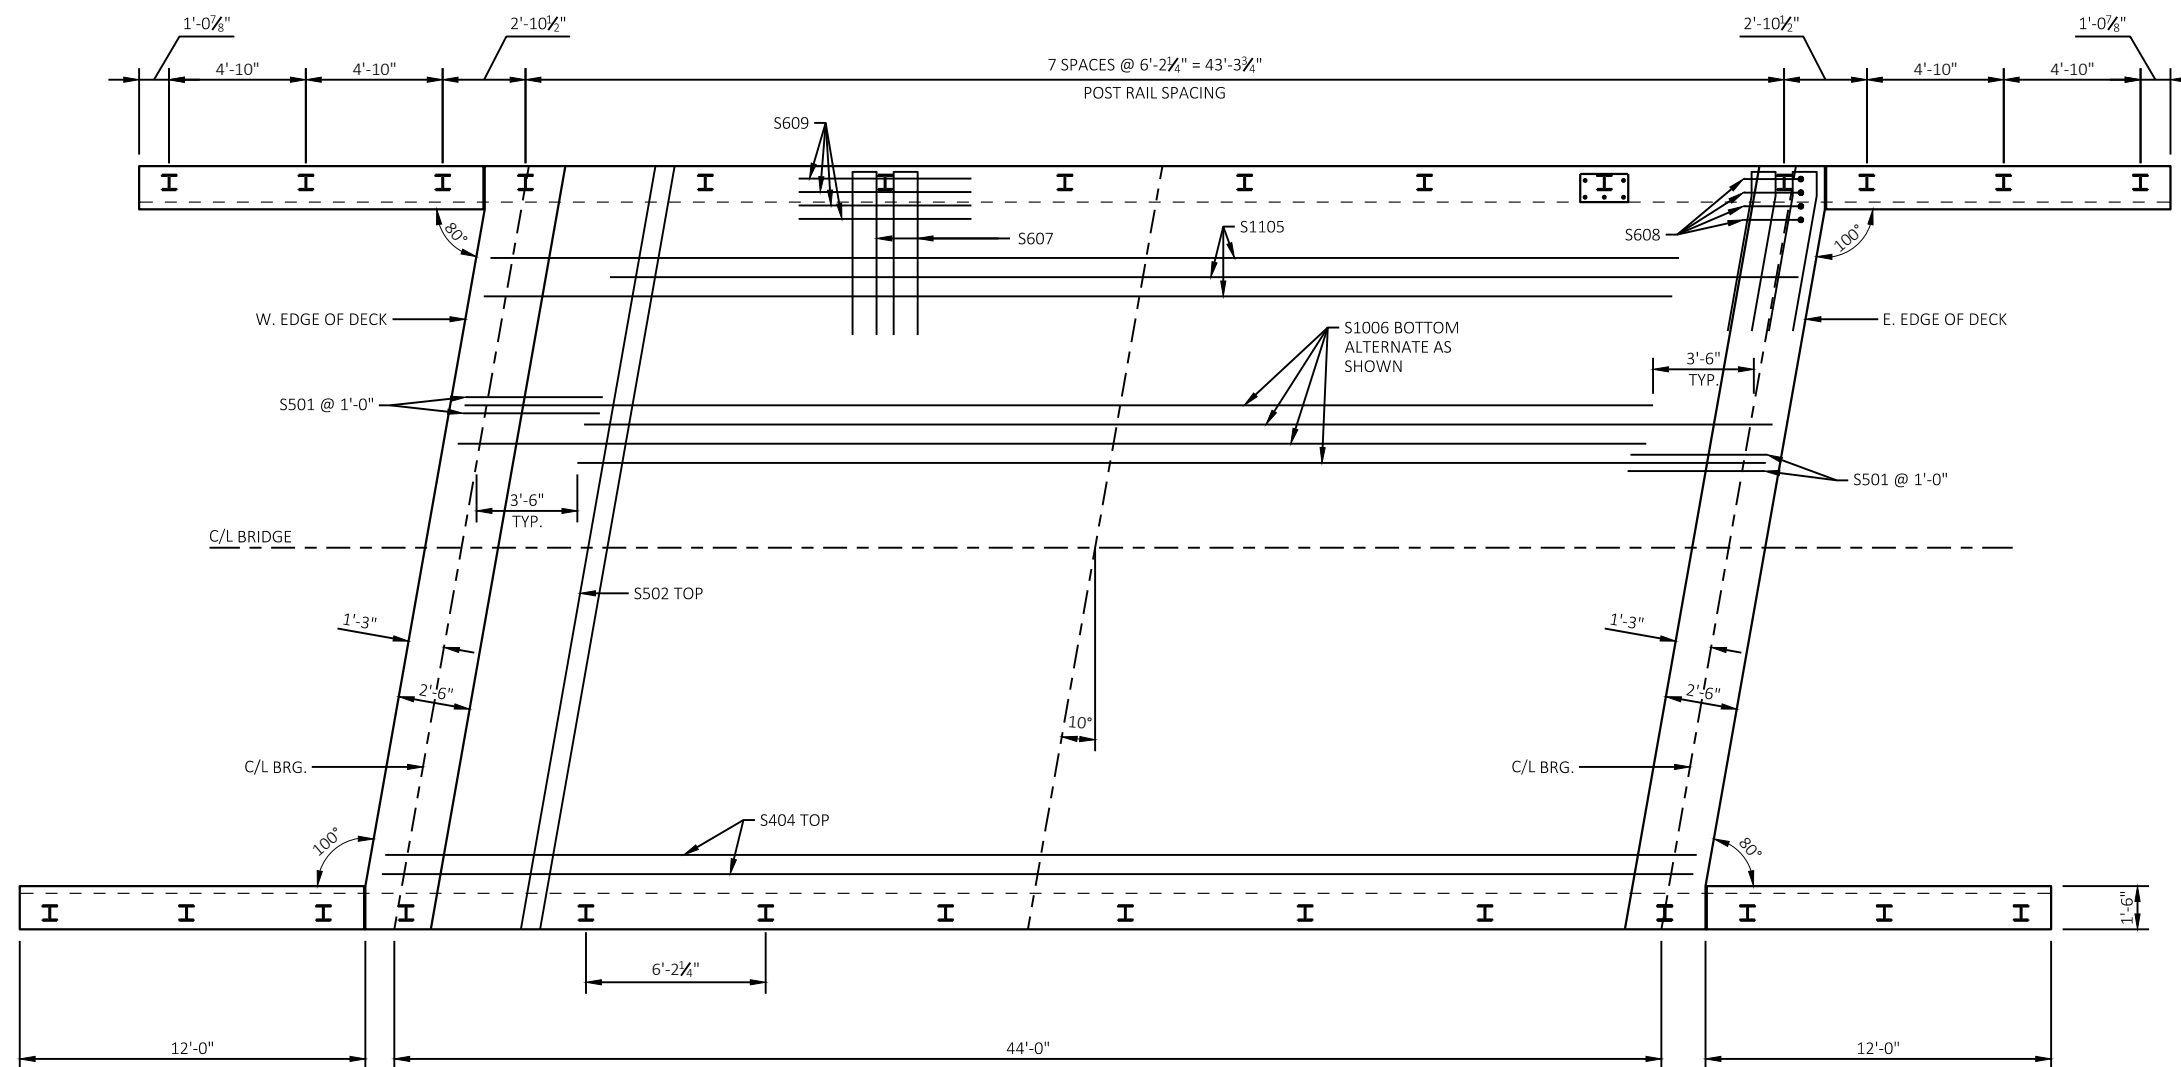 1'-0⅞"
2'-10½"
2'-10½"
1'-0⅞"
4'-10"
4'-10"
7 SPACES @ 6'-2¼" = 43'-3¾"
4'-10"
4'-10"
POST RAIL SPACING
S609
80°
S607
S1105
S608
100°
W. EDGE OF DECK
E. EDGE OF DECK
S1006 BOTTOM
ALTERNATE AS
SHOWN
3'-6"
TYP.
S501 @ 1'-0"
S501 @ 1'-0"
3'-6"
TYP.
C/L BRIDGE
S502 TOP
1'-3"
1'-3"
2'-6"
2'-6"
10°
C/L BRG.
C/L BRG.
S404 TOP
100°
80°
1'-6"
6'-2¼"
12'-0"
44'-0"
12'-0"